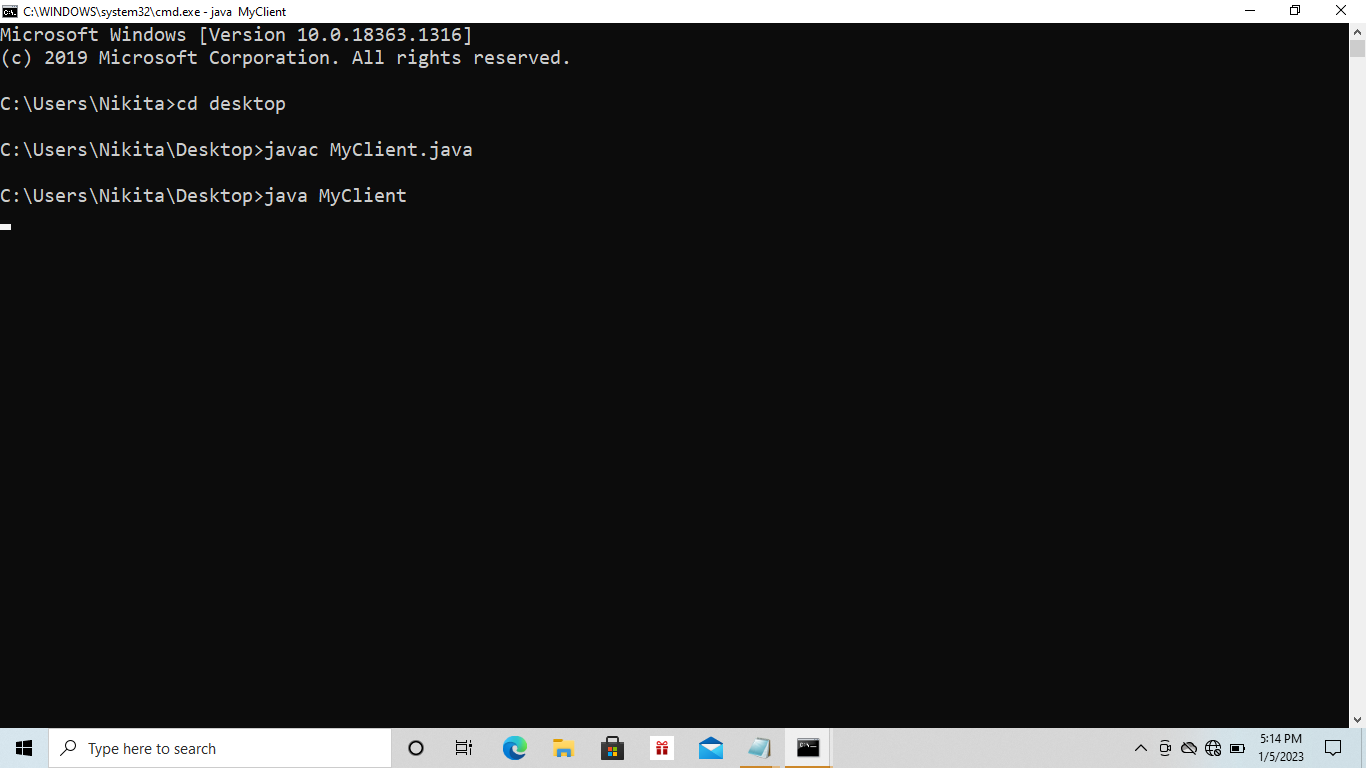 C:\WINDOWS\system32\cmd.exe - java  MyClient
Microsoft Windows [Version 10.0.18363.1316]
(c) 2019 Microsoft Corporation. All rights reserved.
C:\Users\Nikita>cd desktop
C:\Users\Nikita\Desktop>javac MyClient.java
C:\Users\Nikita\Desktop>java MyClient
Type here to search
5:14 PM
1/5/2023